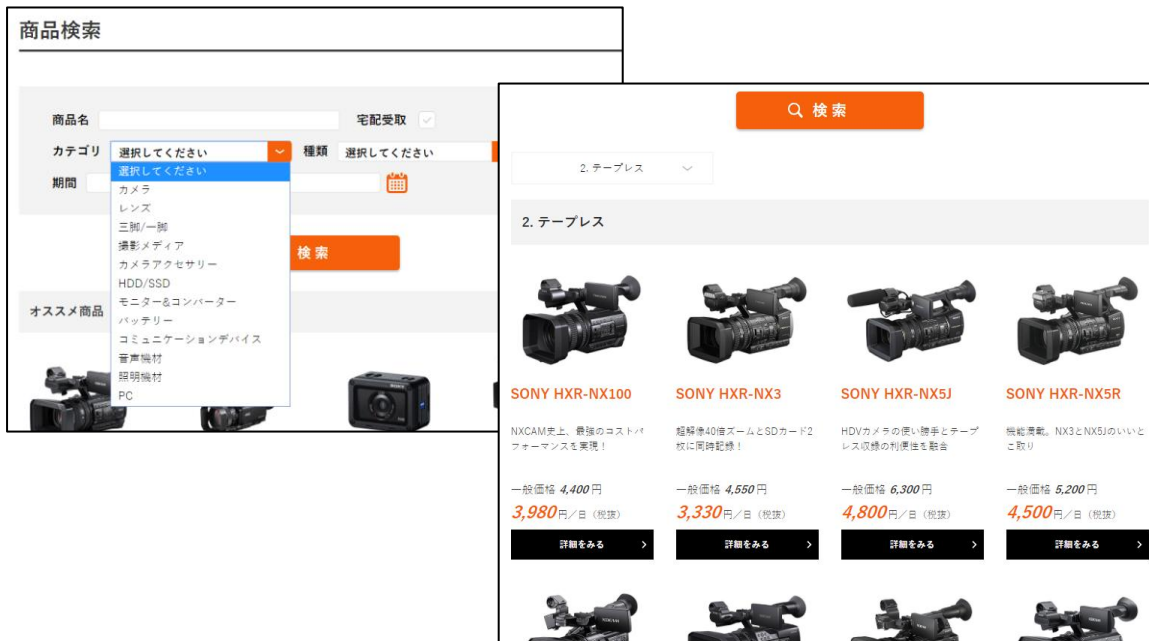 商品検索
商品名
宅配受取
カテゴリ
選択してください
種類
選択してください
期間
選択してください
カメラ
レンズ
三脚/一脚
撮影メディア
カメラアクセサリー
HDD/SSD
モニター&コンバーター
バッテリー
コミュニケーションデバイス
音声機材
照明機材
PC
検索
オススメ商品
検索
2. テープレス
2. テープレス
SONY HXR-NX100
NXCAM史上、最強のコストパ
フォーマンスを実現!
一般価格 4,400円
3,980円/日(税抜)
詳細をみる
SONY HXR-NX3
超解像40倍ズームとSDカード2
枚に同時記録!
一般価格 4,550円
3,330円/日(税抜)
詳細をみる
SONY HXR-NX5J
HDVカメラの使い勝手とテープ
レス収録の利便性を融合
一般価格 6,300円
4,800円/日(税抜)
詳細をみる
SONY HXR-NX5R
機能満載。NX3とNX5Jのいいと
こ取り
一般価格 5,200円
4,500円/日(税抜)
詳細をみる